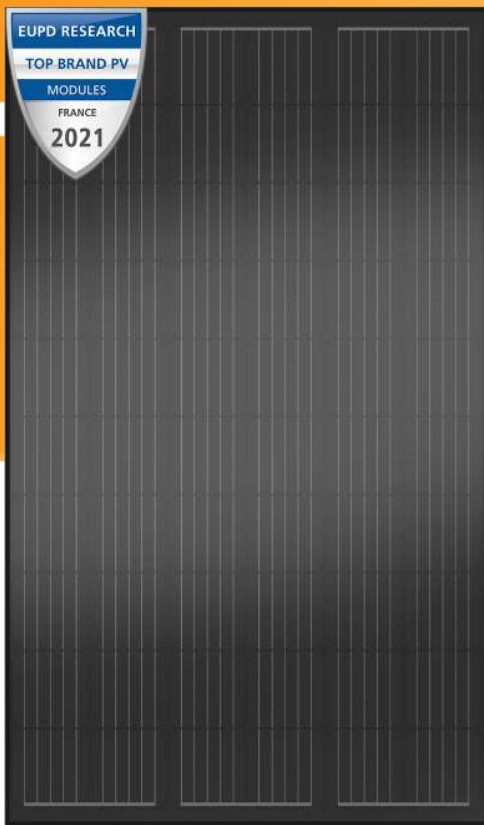 EUPD RESEARCH
TOP BRAND PV
MODULES
FRANCE
2021